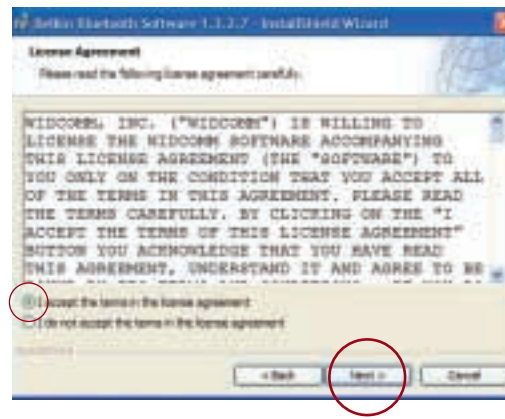 Belkin Bluetooth Software 1.3.2.7 - InstallShield Wizard
License Agreement
Please read the following license agreement carefully.
WIDCOMM, INC. ("WIDCOMM") IS WILLING TO
LICENSE THE WIDCOMM SOFTWARE ACCOMPANYING
THIS LICENSE AGREEMENT (THE "SOFTWARE") TO
YOU ONLY ON THE CONDITION THAT YOU ACCEPT ALL
OF THE TERMS IN THIS AGREEMENT. PLEASE READ
THE TERMS CAREFULLY. BY CLICKING ON THE "I
ACCEPT THE TERMS OF THIS LICENSE AGREEMENT"
BUTTON YOU ACKNOWLEDGE THAT YOU HAVE READ
THIS AGREEMENT, UNDERSTAND IT AND AGREE TO BE
I accept the terms in the license agreement
I do not accept the terms in the license agreement
< Back
Next >
Cancel